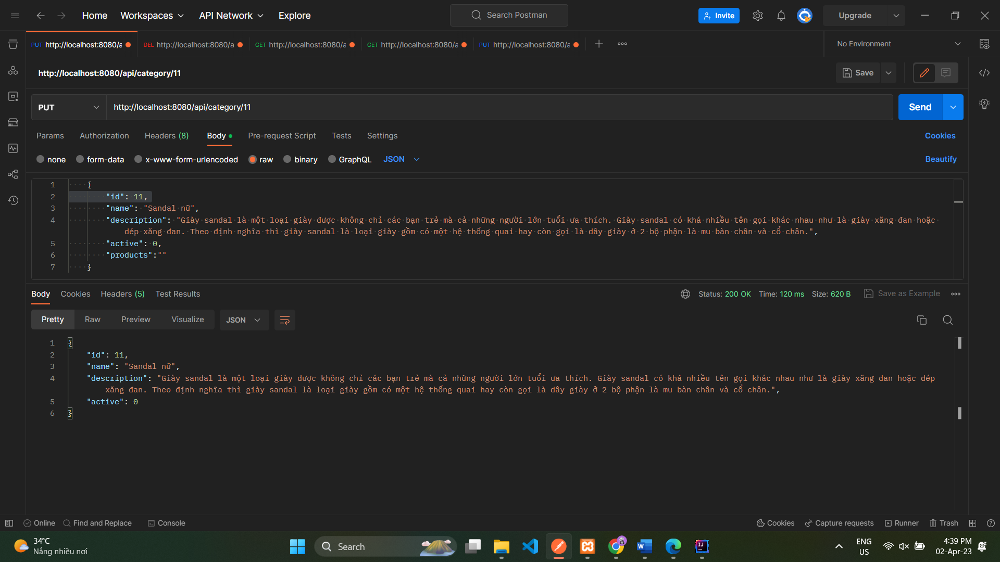 Home
Workspaces
API Network
Explore
Search Postman
Invite
Upgrade
PUT http://localhost:8080/a
DEL http://localhost:8080/a
GET http://localhost:8080/a
GET http://localhost:8080/a
PUT http://localhost:8080/a
No Environment
http://localhost:8080/api/category/11
Save
PUT
http://localhost:8080/api/category/11
Send
Params
Authorization
Headers (8)
Body
Pre-request Script
Tests
Settings
Cookies
none
form-data
x-www-form-urlencoded
raw
binary
GraphQL
JSON
Beautify
1 {
2 "id": 11,
3 "name": "Sandal nữ",
4 "description": "Giày sandal là một loại giày được không chỉ các bạn trẻ mà cả những người lớn tuổi ưa thích. Giày sandal có khá nhiều tên gọi khác nhau như là giày xăng đan hoặc
dép xăng đan. Theo định nghĩa thì giày sandal là loại giày gồm có một hệ thống quai hay còn gọi là dây giày ở 2 bộ phận là mu bàn chân và cổ chân.",
5 "active": 0,
6 "products":""
7 }
Body
Cookies
Headers (5)
Test Results
Status: 200 OK
Time: 120 ms
Size: 620 B
Save as Example
Pretty
Raw
Preview
Visualize
JSON
1 {
2 "id": 11,
3 "name": "Sandal nữ",
4 "description": "Giày sandal là một loại giày được không chỉ các bạn trẻ mà cả những người lớn tuổi ưa thích. Giày sandal có khá nhiều tên gọi khác nhau như là giày xăng đan hoặc dép
xăng đan. Theo định nghĩa thì giày sandal là loại giày gồm có một hệ thống quai hay còn gọi là dây giày ở 2 bộ phận là mu bàn chân và cổ chân.",
5 "active": 0
6 }
Online
Find and Replace
Console
Cookies
Capture requests
Runner
Trash
34°C
Nắng nhiều nơi
Search
ENG
US
4:39 PM
02-Apr-23